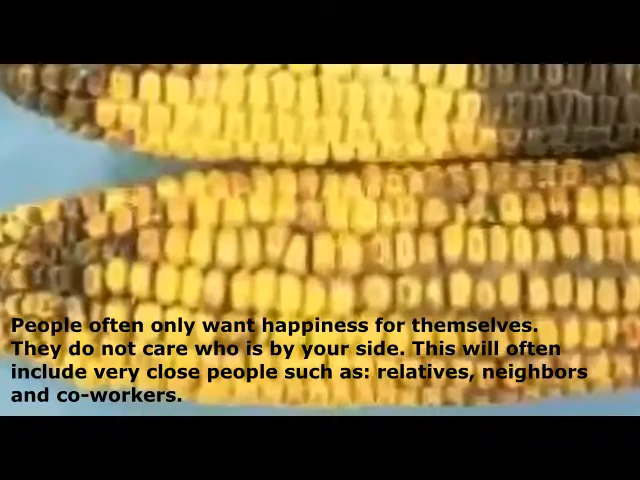 People often only want happiness for themselves.
They do not care who is by your side. This will often
include very close people such as: relatives, neighbors
and co-workers.